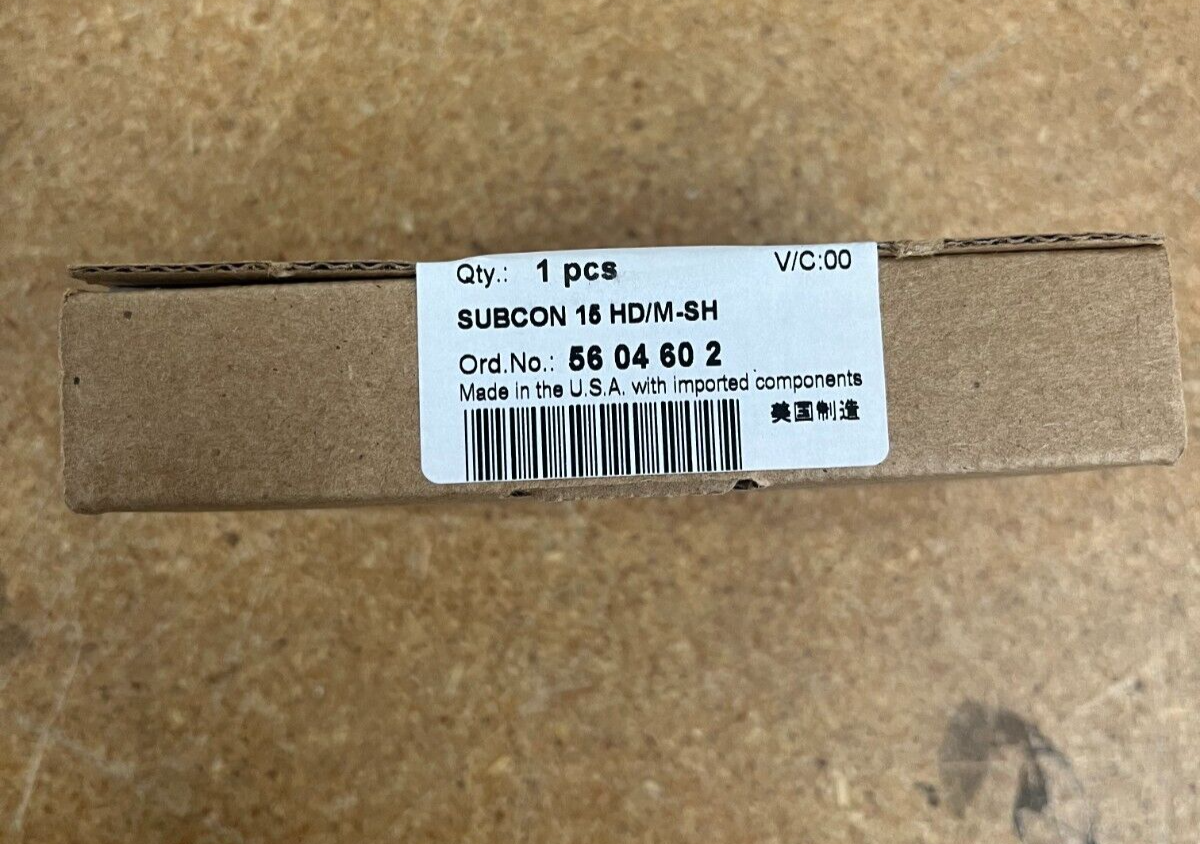 Qty.: 1 pcs V/C:00
SUBCON 15 HD/M-SH
Ord.No.: 56 04 60 2
Made in the U.S.A. with imported components
美国制造